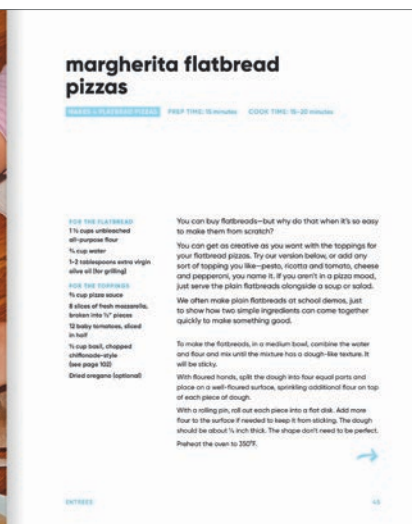 margherita flatbread
pizzas
MAKES 4 FLATBREAD PIZZAS PREP TIME: 15 minutes COOK TIME: 15–20 minutes
FOR THE FLATBREAD
1 ½ cups unbleached
all-purpose flour
cup water
1–2 tablespoons extra virgin
olive oil (for grilling)
FOR THE TOPPINGS
cup pizza sauce
8 slices of fresh mozzarella,
broken into ½" pieces
12 baby tomatoes, sliced
in half
cup basil, chopped
chiffonade-style
(see page 102)
Dried oregano (optional)
You can buy flatbreads—but why do that when it's so easy
to make them from scratch?
You can get as creative as you want with the toppings for
your flatbread pizzas. Try our version below, or add any
sort of topping you like—pesto, ricotta and tomato, cheese
and pepperoni, you name it. If you aren't in a pizza mood,
just serve the plain flatbreads alongside a soup or salad.
We often make plain flatbreads at school demos, just
to show how two simple ingredients can come together
quickly to make something good.
To make the flatbreads, in a medium bowl, combine the water
and flour and mix until the mixture has a dough-like texture. It
will be sticky.
With floured hands, split the dough into four equal parts and
place on a well-floured surface, sprinkling additional flour on top
of each piece of dough.
With a rolling pin, roll out each piece into a flat disk. Add more
flour to the surface if needed to keep it from sticking. The dough
should be about inch thick. The shape don't need to be perfect.
Preheat the oven to 350°F.
ENTREES